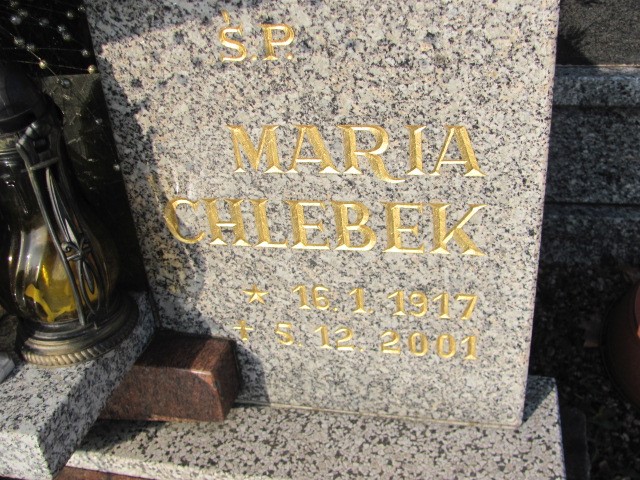 Ś.P.
MARIA
CHLEBEK
* 16. 1. 1917
+ 5. 12. 2001